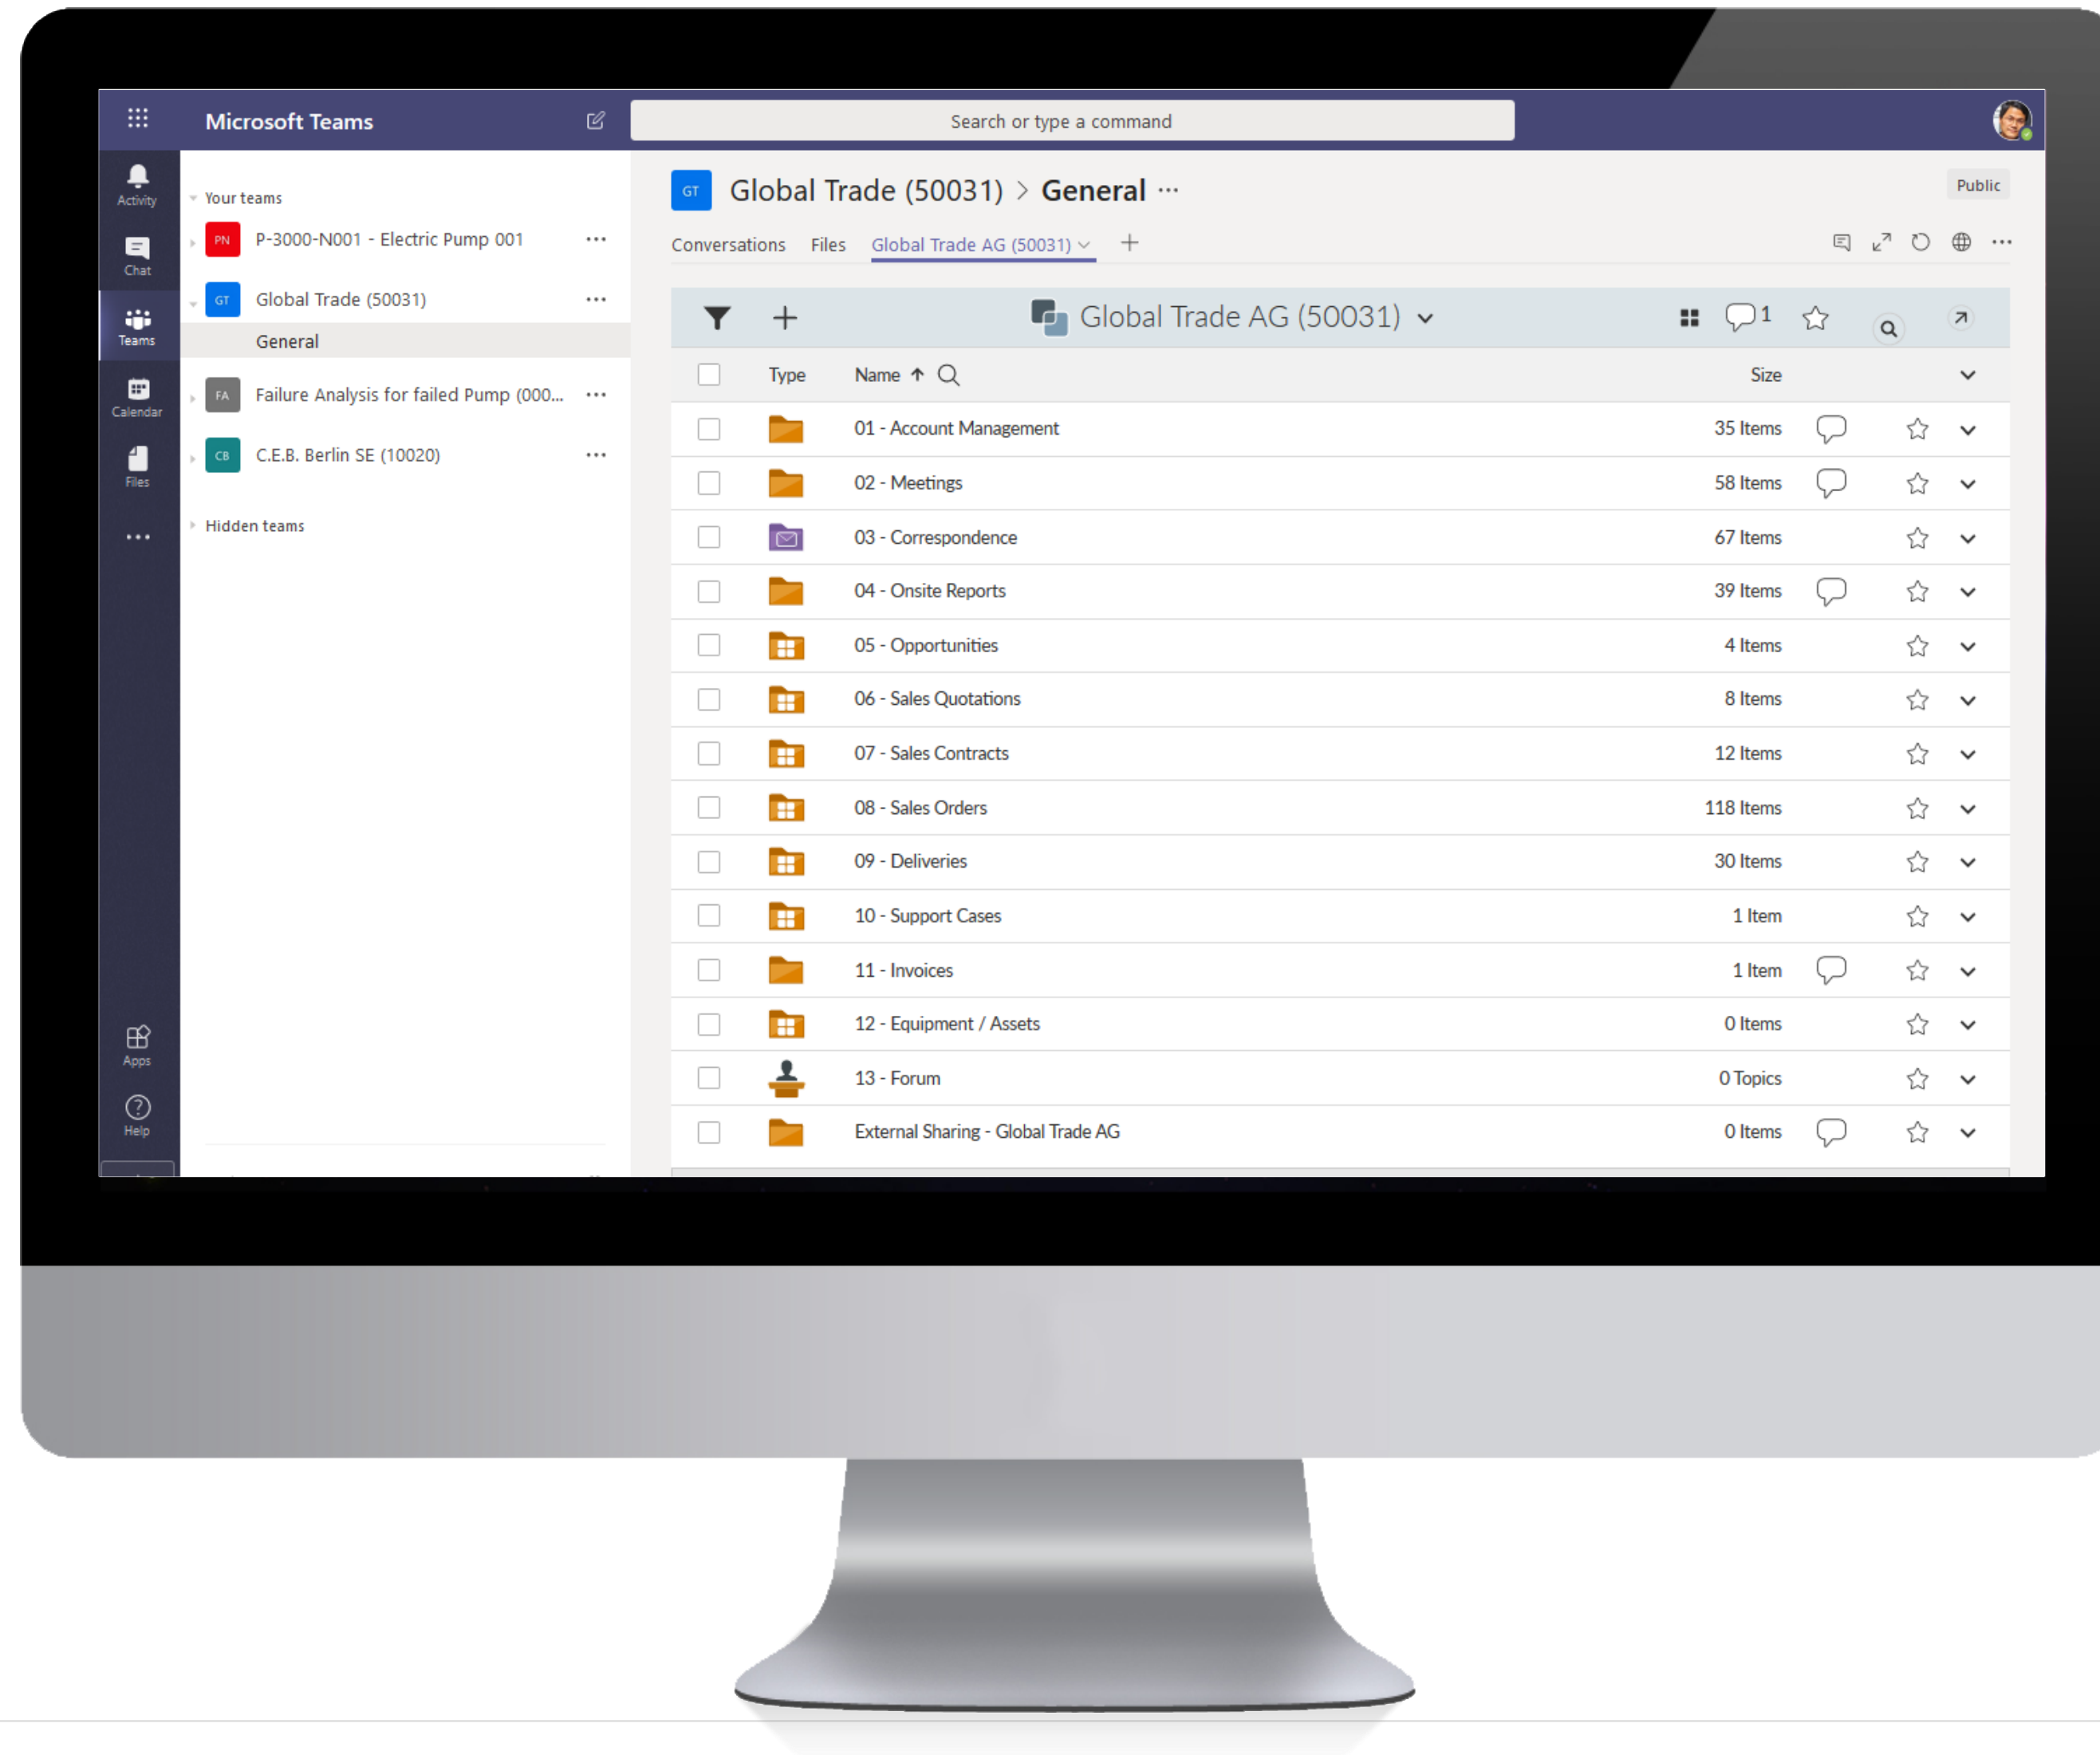 Microsoft Teams
Search or type a command
Activity
Chat
Teams
Calendar
Files
Apps
Help
Your teams
PN P-3000-N001 - Electric Pump 001 ...
GT Global Trade (50031) ...
General
FA Failure Analysis for failed Pump (000... ...
CB C.E.B. Berlin SE (10020) ...
Hidden teams
GT Global Trade (50031) > General ...
Public
Conversations Files Global Trade AG (50031) +
Global Trade AG (50031) 1
Type Name Size
01 - Account Management 35 Items
02 - Meetings 58 Items
03 - Correspondence 67 Items
04 - Onsite Reports 39 Items
05 - Opportunities 4 Items
06 - Sales Quotations 8 Items
07 - Sales Contracts 12 Items
08 - Sales Orders 118 Items
09 - Deliveries 30 Items
10 - Support Cases 1 Item
11 - Invoices 1 Item
12 - Equipment / Assets 0 Items
13 - Forum 0 Topics
External Sharing - Global Trade AG 0 Items